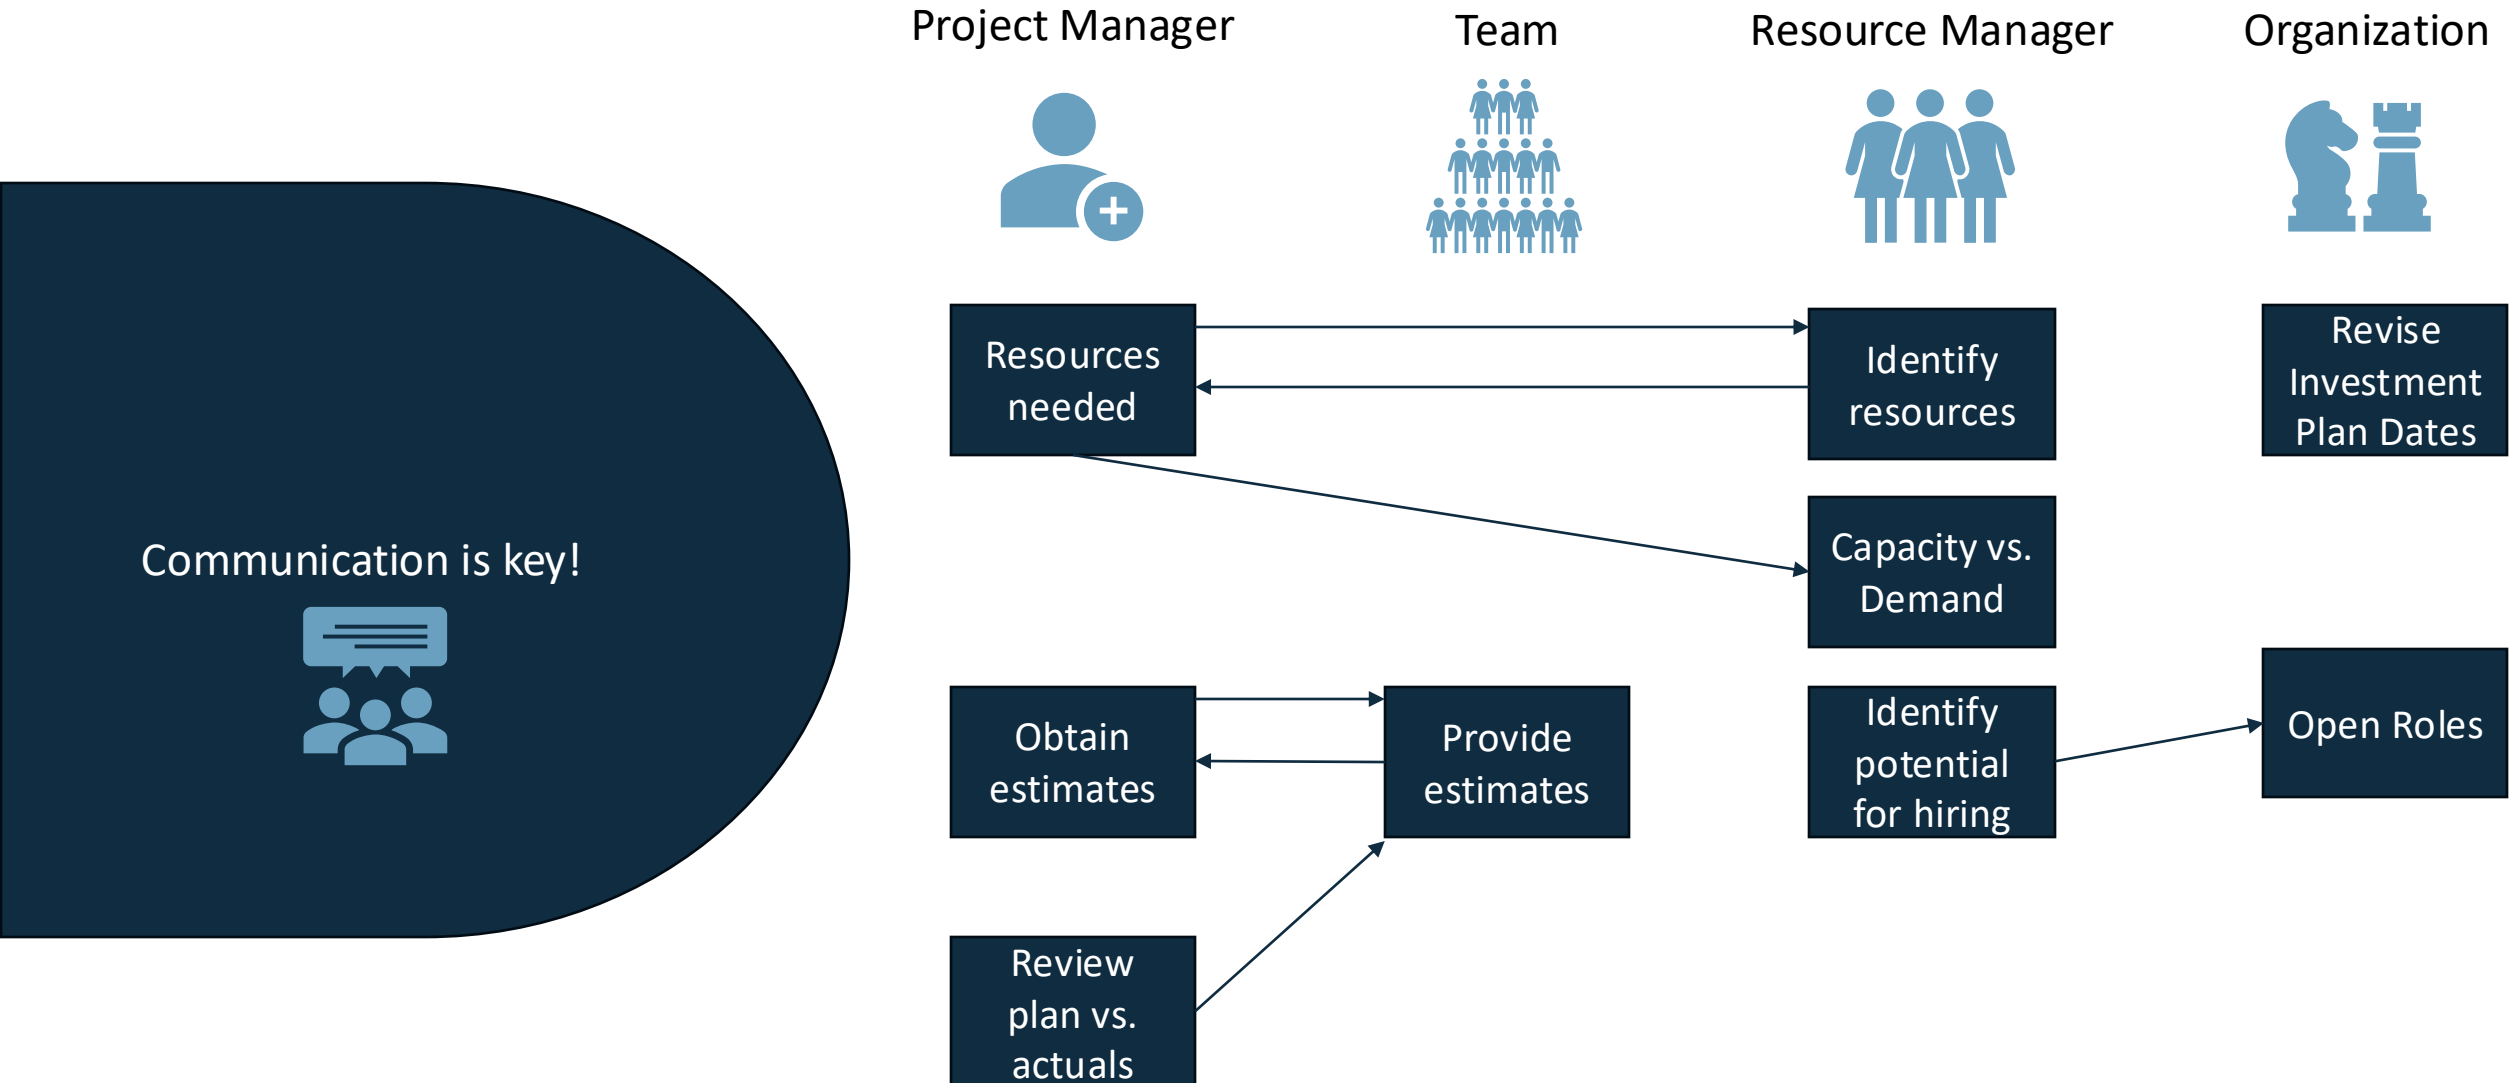 Project Manager
Team
Resource Manager
Organization
Communication is key!
Resources
needed
Identify
resources
Revise
Investment
Plan Dates
Capacity vs.
Demand
Obtain
estimates
Provide
estimates
Identify
potential
for hiring
Open Roles
Review
plan vs.
actuals